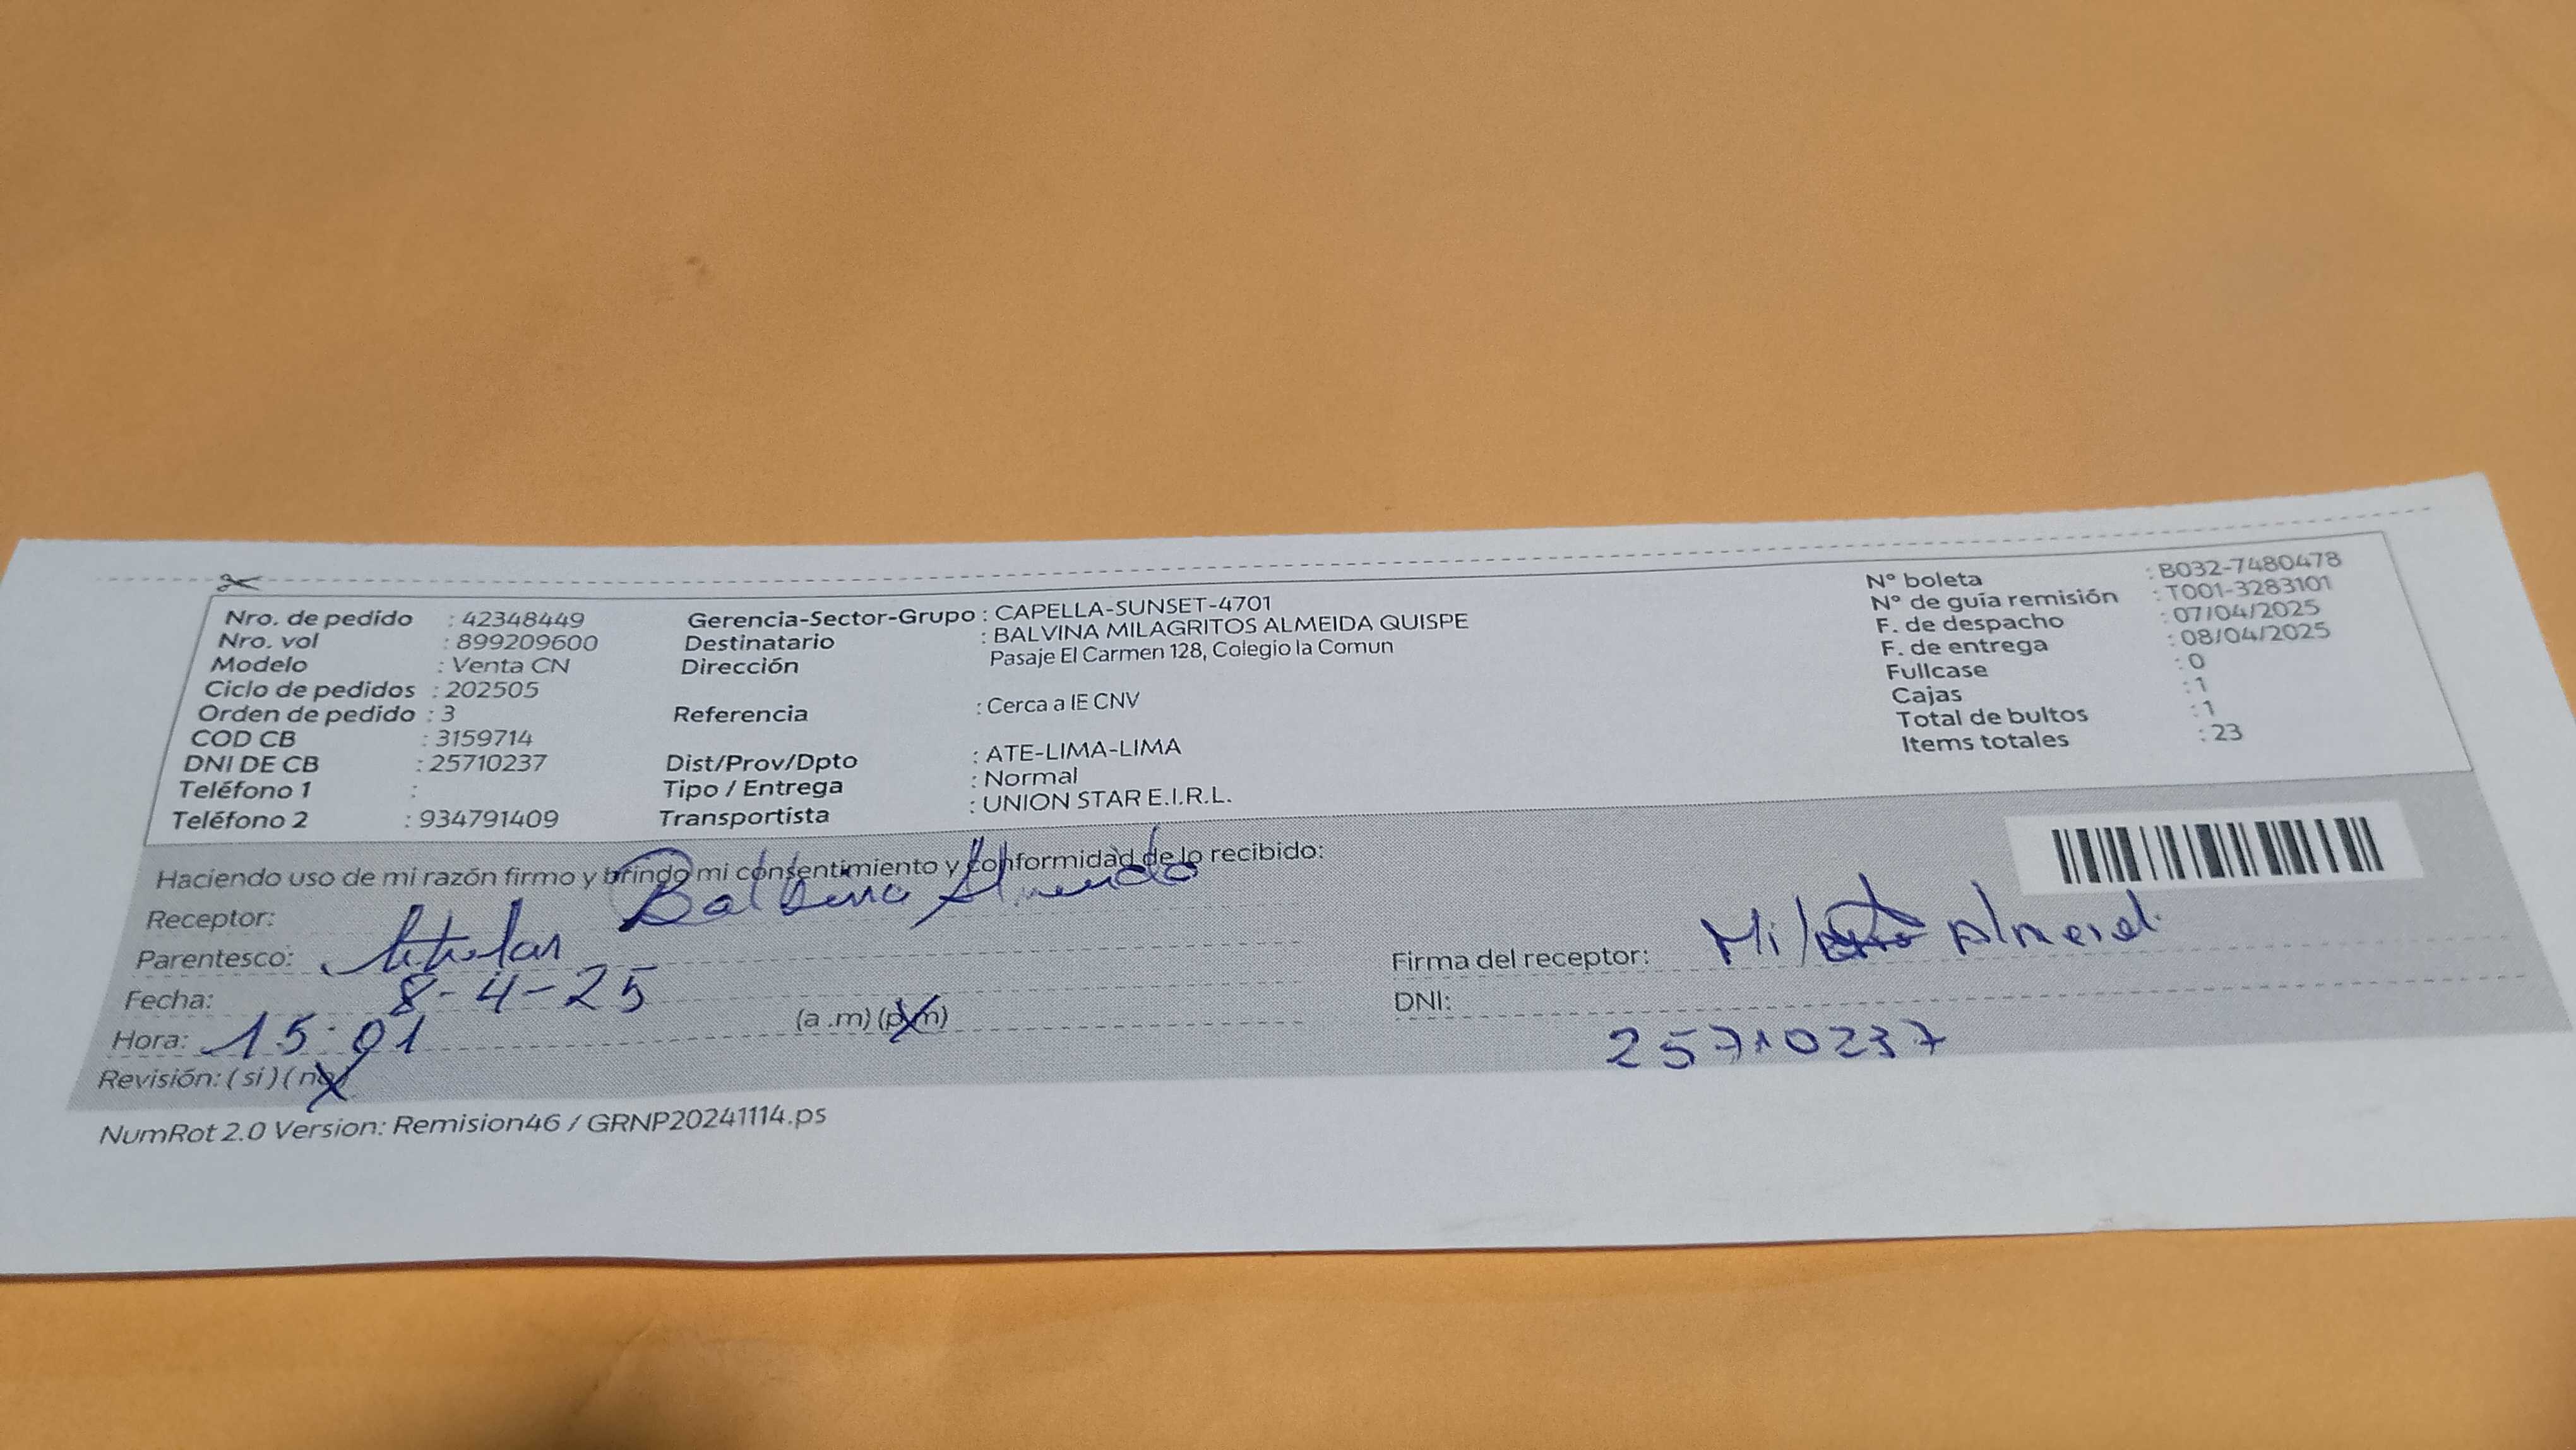 Nro. de pedido : 42348449
Nro. vol : 899209600
Modelo : Venta CN
Ciclo de pedidos : 202505
Orden de pedido : 3
COD CB : 3159714
DNI DE CB : 25710237
Teléfono 1 :
Teléfono 2 : 934791409
Gerencia-Sector-Grupo : CAPELLA-SUNSET-4701
Destinatario : BALVINA MILAGRITOS ALMEIDA QUISPE
Dirección Pasaje El Carmen 128, Colegio la Comun
Referencia : Cerca a IE CNV
Dist/Prov/Dpto : ATE-LIMA-LIMA
Tipo / Entrega : Normal
Transportista : UNION STAR E.I.R.L.
N° boleta : B032-7480478
N° de guía remisión : T001-3283101
F. de despacho : 07/04/2025
F. de entrega : 08/04/2025
Fullcase : 0
Cajas : 1
Total de bultos : 1
Items totales : 23
Haciendo uso de mi razón firmo y brindo mi consentimiento y conformidad de lo recibido:
Receptor: Balbina
Parentesco: titular
Fecha: 8-4-25
Hora: 15:01 (a .m) (p.m)
Revisión: ( si ) ( no )
Firma del receptor:
DNI: 25710237
NumRot 2.0 Version: Remision46 / GRNP20241114.ps